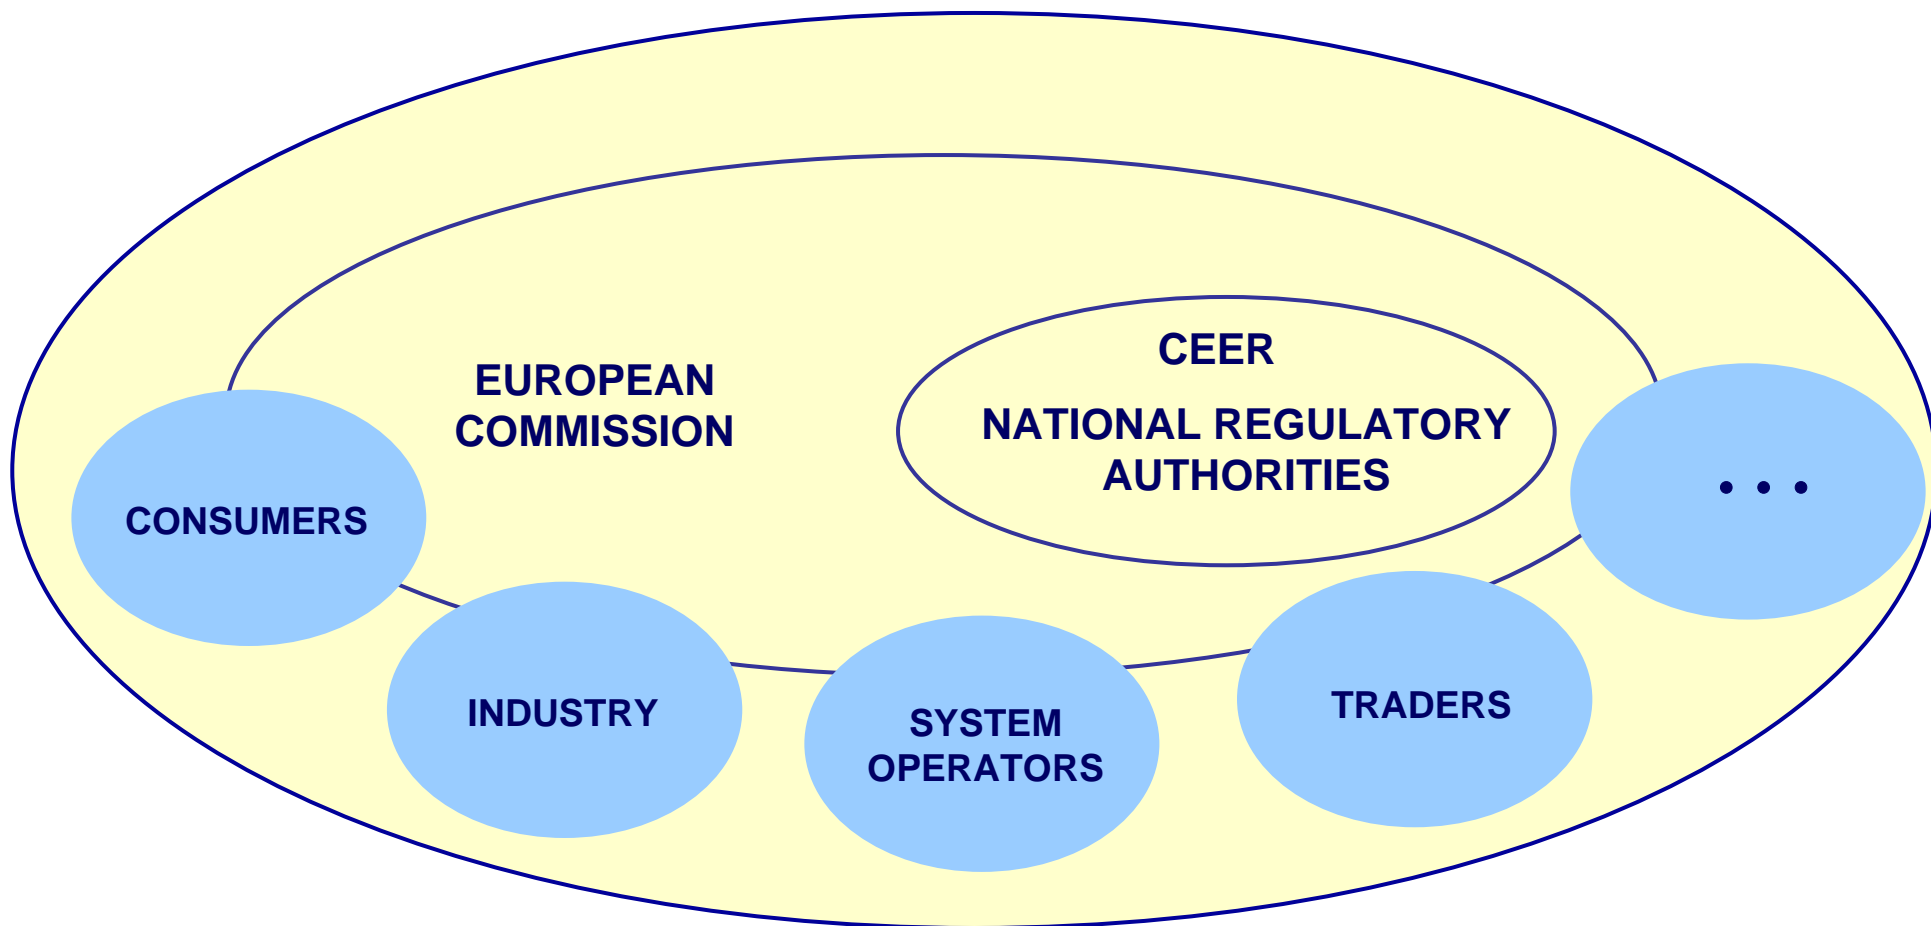 CEER
EUROPEAN
COMMISSION
NATIONAL REGULATORY
AUTHORITIES
. . .
CONSUMERS
INDUSTRY
SYSTEM
OPERATORS
TRADERS